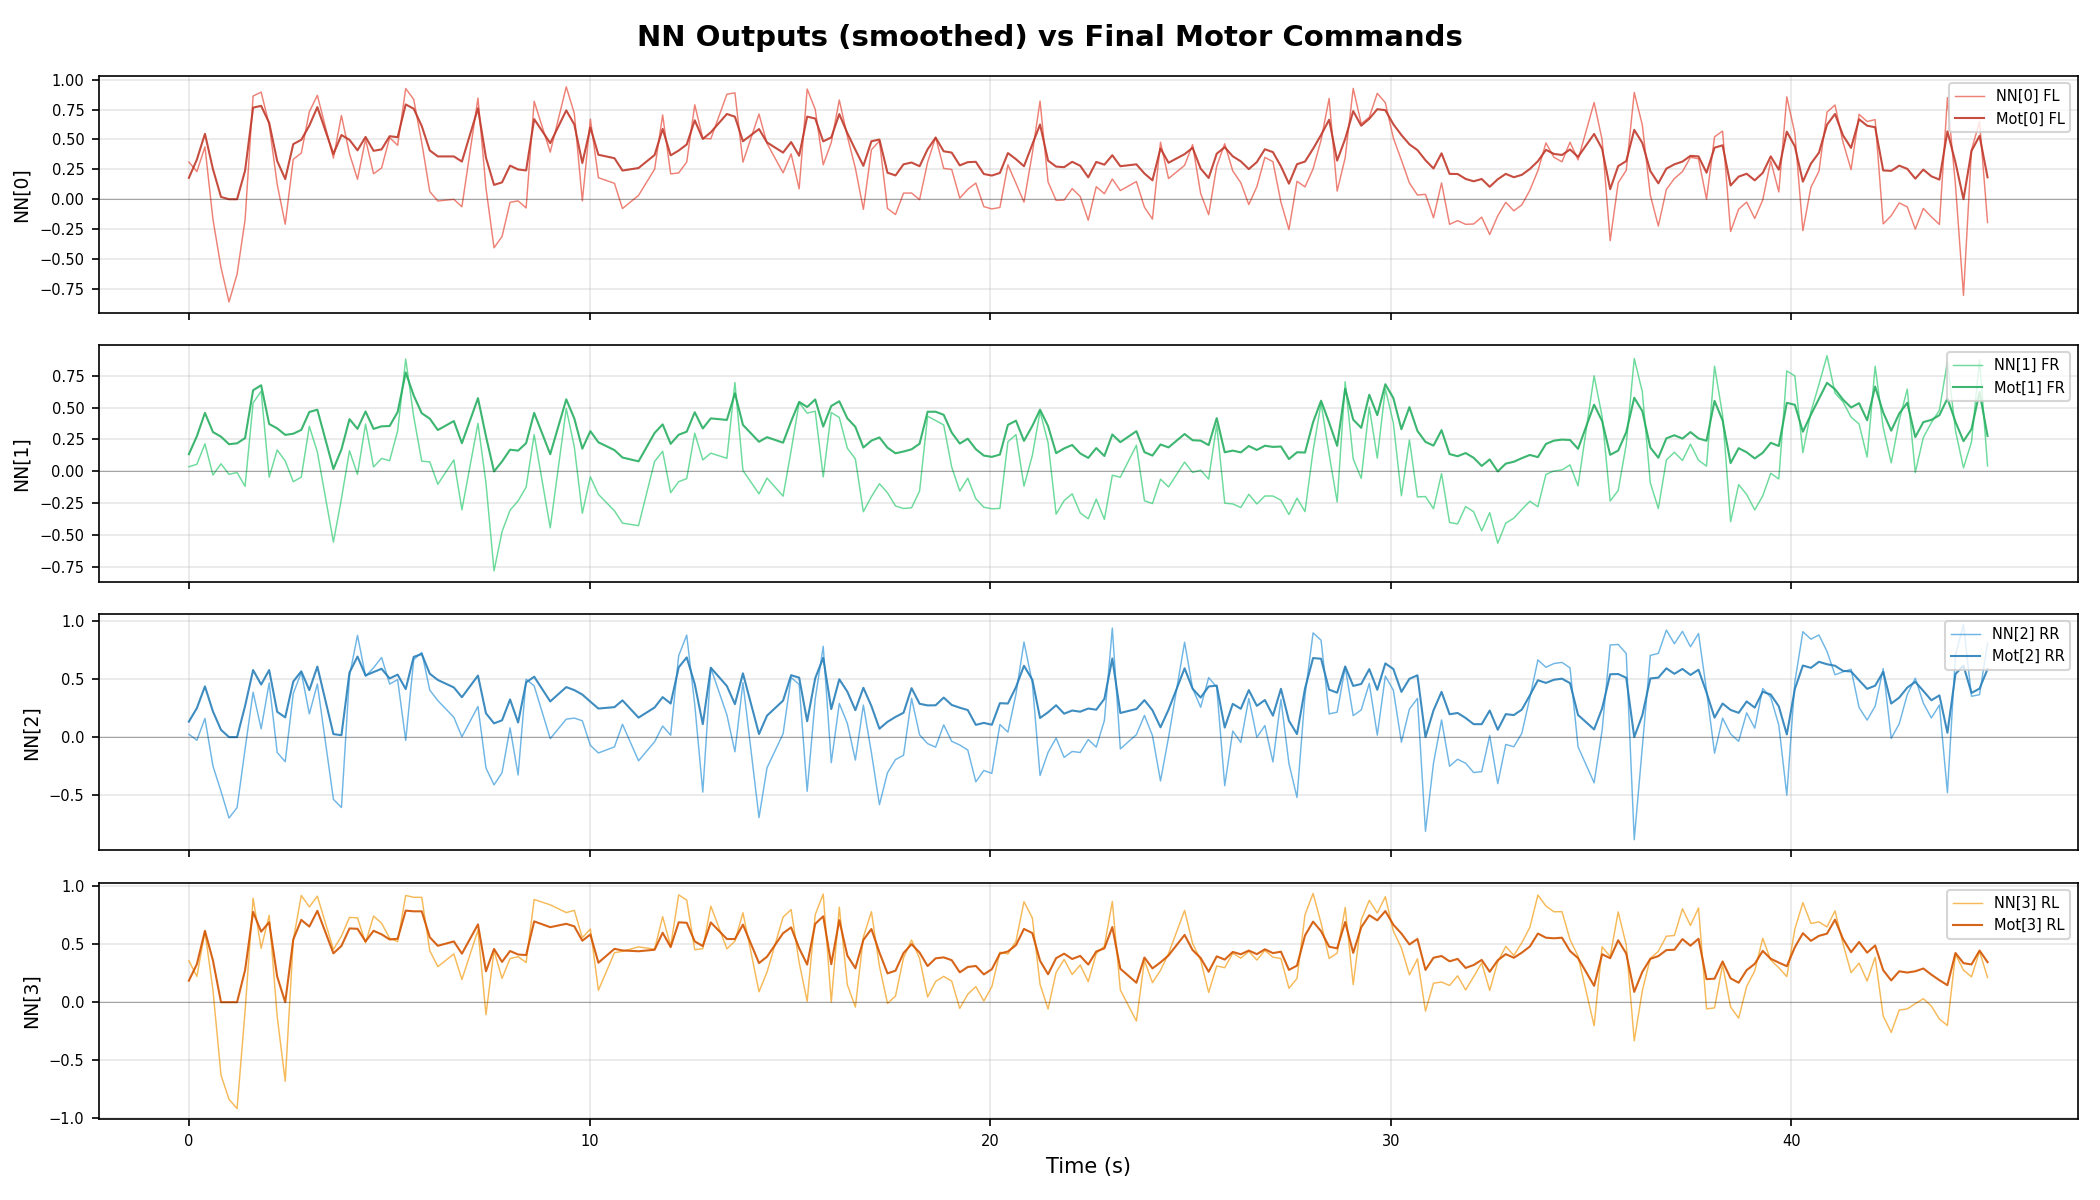 NN Outputs (smoothed) vs Final Motor Commands
1.00
0.75
0.50
0.25
0.00
−0.25
−0.50
−0.75
NN[0]
NN[0] FL
Mot[0] FL
0.75
0.50
0.25
0.00
−0.25
−0.50
−0.75
NN[1]
NN[1] FR
Mot[1] FR
1.0
0.5
0.0
−0.5
NN[2]
NN[2] RR
Mot[2] RR
1.0
0.5
0.0
−0.5
−1.0
NN[3]
NN[3] RL
Mot[3] RL
0 10 20 30 40
Time (s)